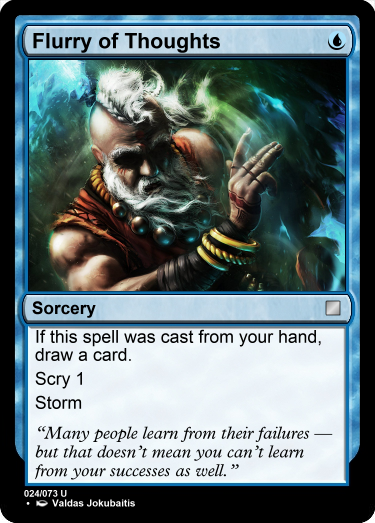 Flurry of Thoughts
Sorcery
If this spell was cast from your hand,
draw a card.
Scry 1
Storm
“Many people learn from their failures —
but that doesn’t mean you can’t learn
from your successes as well.”
024/073 U
• Valdas Jokubaitis